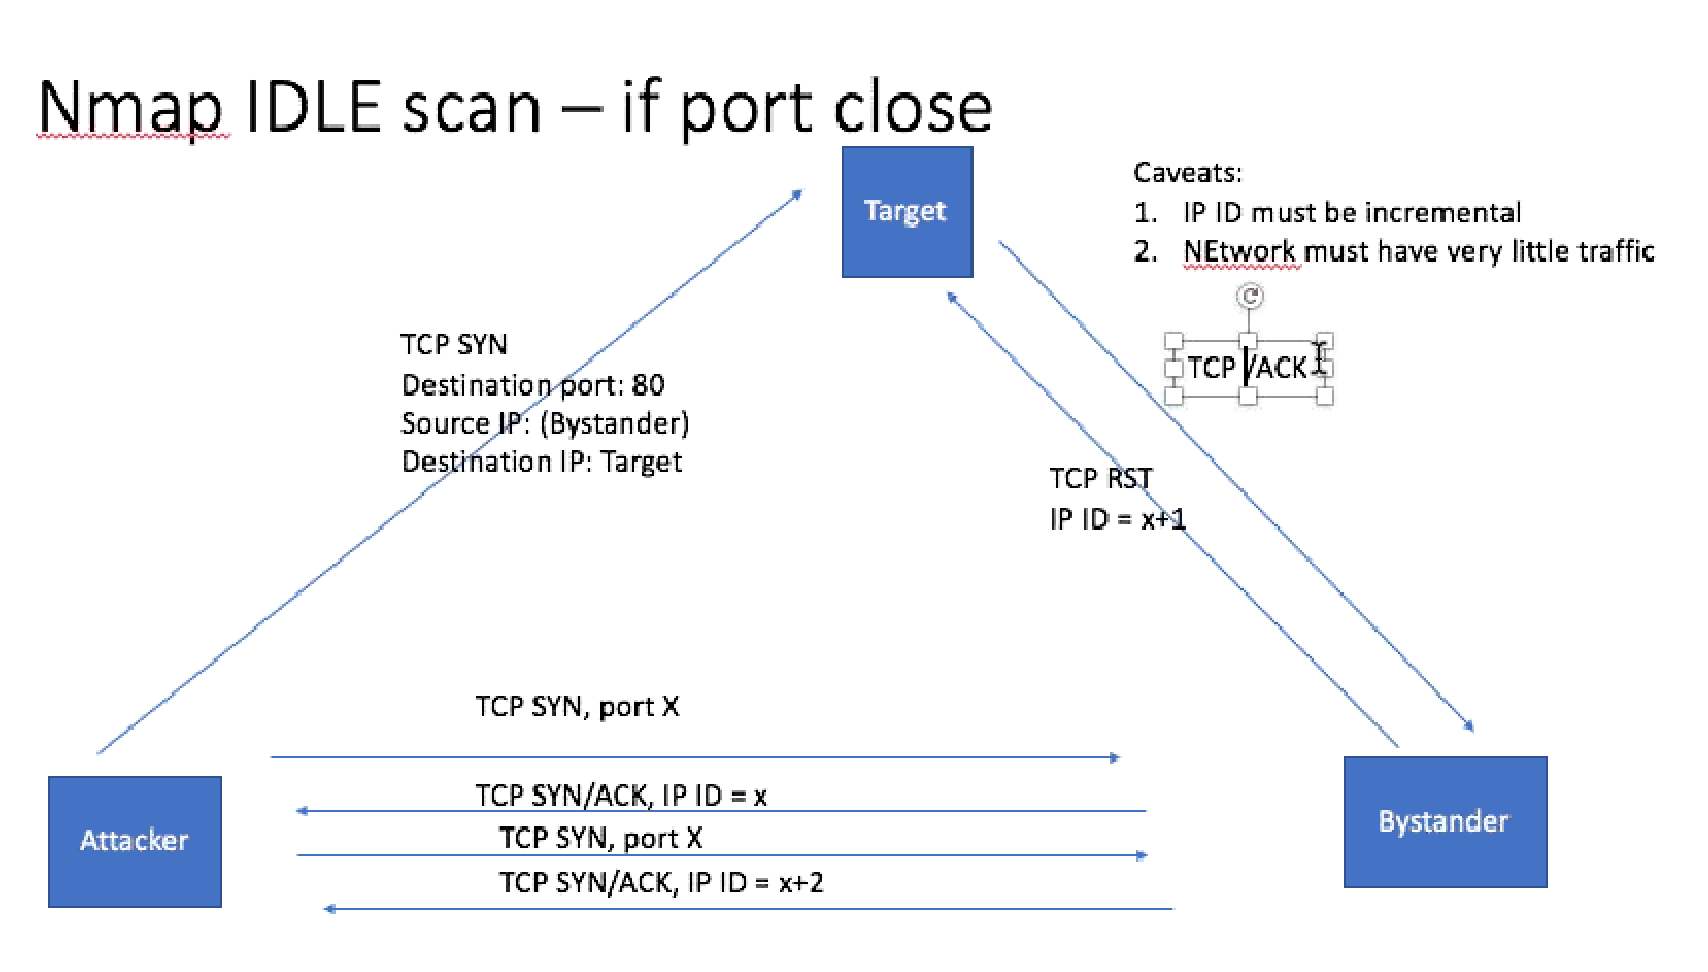 Nmap IDLE scan – if port close
Target
Caveats:
1. IP ID must be incremental
2. NEtwork must have very little traffic
TCP /ACK
TCP SYN
Destination port: 80
Source IP: (Bystander)
Destination IP: Target
TCP RST
IP ID = x+1
TCP SYN, port X
TCP SYN/ACK, IP ID = x
TCP SYN, port X
TCP SYN/ACK, IP ID = x+2
Attacker
Bystander